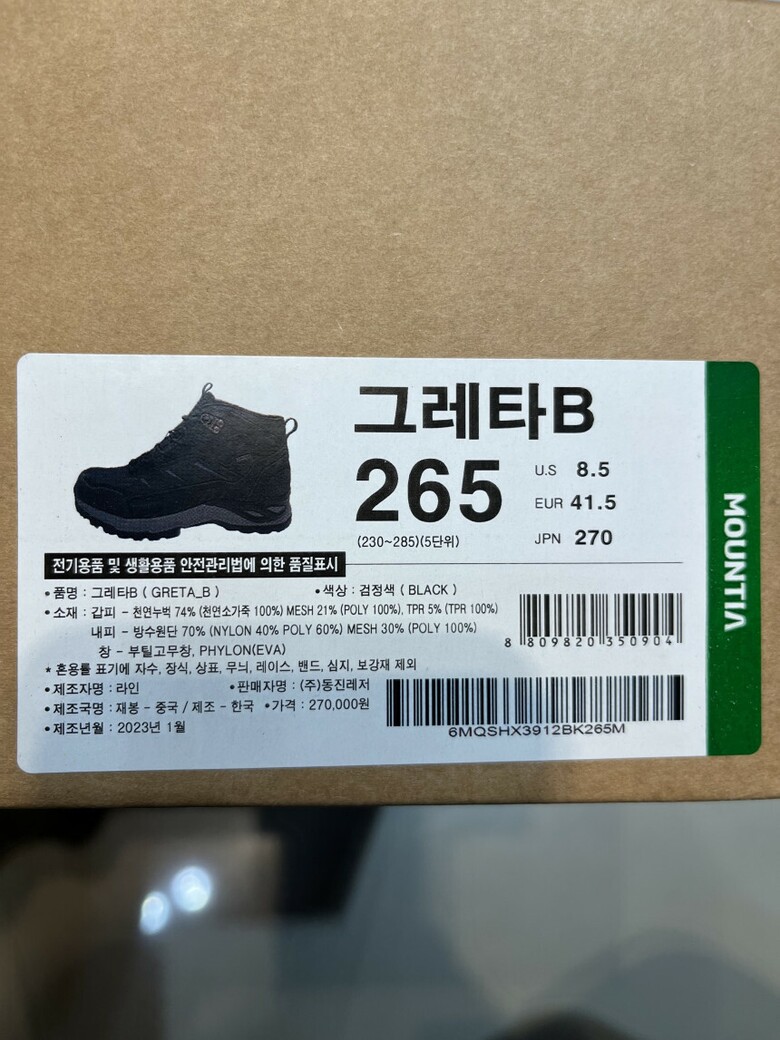 그레타B
265
U.S 8.5
EUR 41.5
JPN 270
(230~285)(5단위)
MOUNTIA
전기용품 및 생활용품 안전관리법에 의한 품질표시
•품명 : 그레타B ( GRETA_B ) •색상 : 검정색 ( BLACK )
•소재 : 갑피 - 천연누벅 74% (천연소가죽 100%) MESH 21% (POLY 100%), TPR 5% (TPR 100%)
내피 - 방수원단 70% (NYLON 40% POLY 60%) MESH 30% (POLY 100%)
창 - 부틸고무창, PHYLON(EVA)
★ 혼용률 표기에 자수, 장식, 상표, 무늬, 레이스, 밴드, 심지, 보강재 제외
•제조자명 : 라인 •판매자명 : (주)동진레저
•제조국명 : 재봉 - 중국 / 제조 - 한국 •가격 : 270,000원
•제조년월 : 2023년 1월
8 809820 350904
6MQSHX3912BK265M